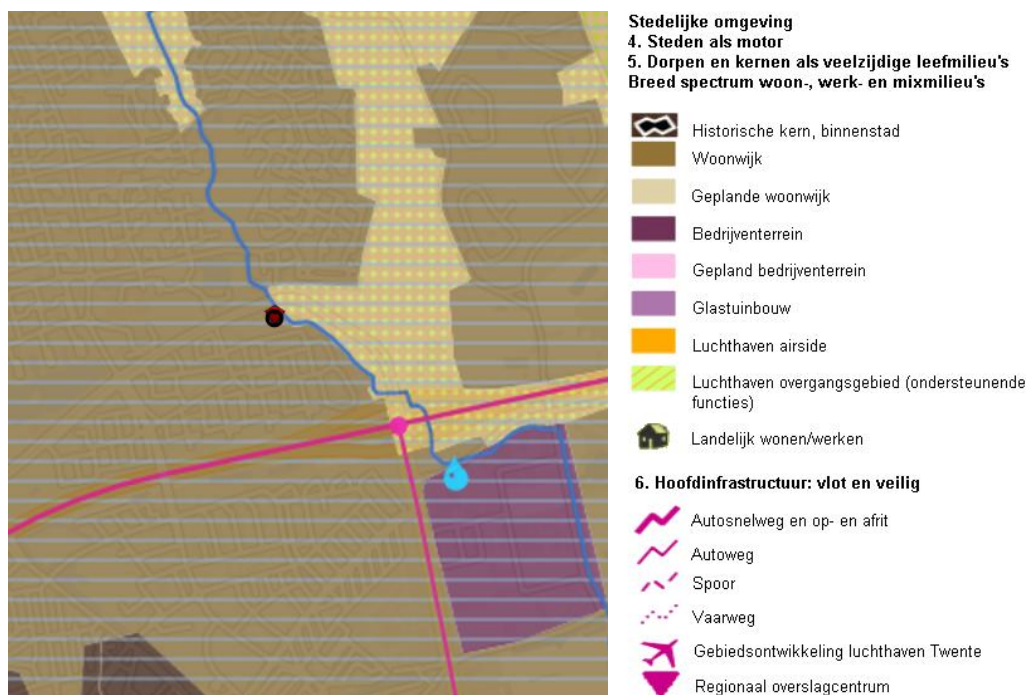 Stedelijke omgeving
4. Steden als motor
5. Dorpen en kernen als veelzijdige leefmilieu's
Breed spectrum woon-, werk- en mixmilieu's
Historische kern, binnenstad
Woonwijk
Geplande woonwijk
Bedrijventerrein
Gepland bedrijventerrein
Glastuinbouw
Luchthaven airside
Luchthaven overgangsgebied (ondersteunende
functies)
Landelijk wonen/werken
6. Hoofdinfrastructuur: vlot en veilig
Autosnelweg en op- en afrit
Autoweg
Spoor
Vaarweg
Gebiedsontwikkeling luchthaven Twente
Regionaal overslagcentrum